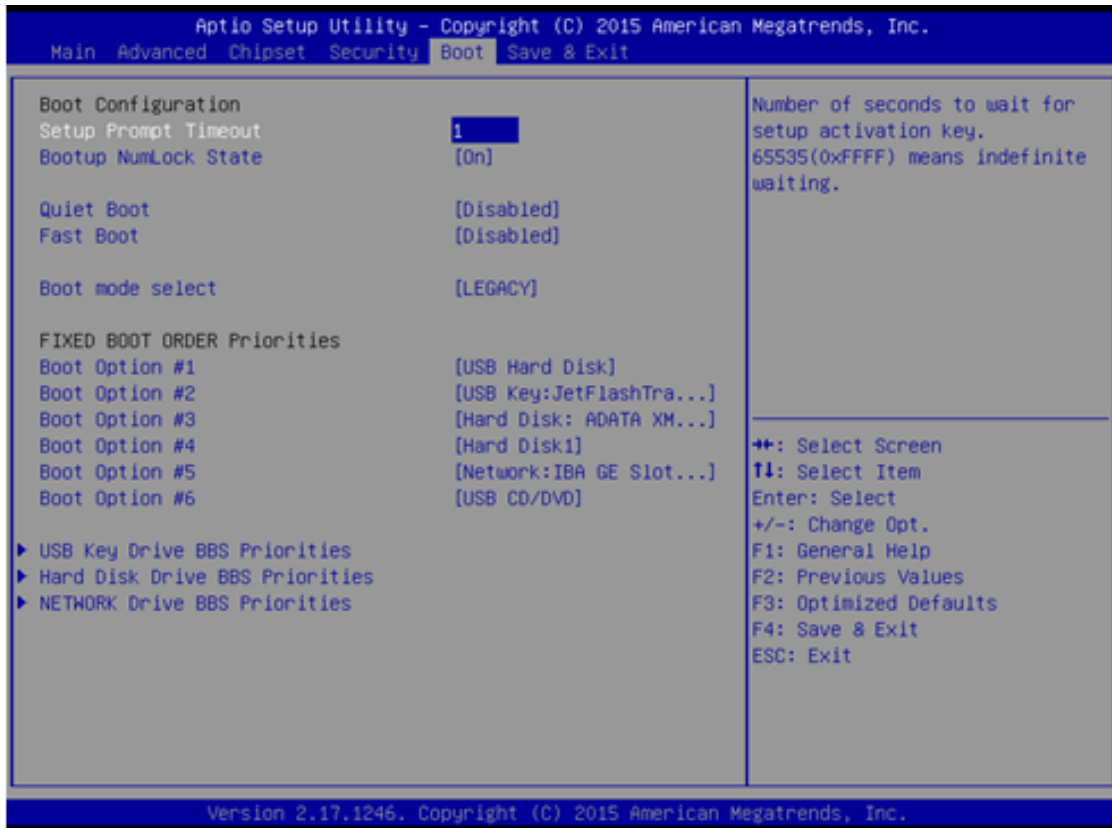 Aptio Setup Utility – Copyright (C) 2015 American Megatrends, Inc.
Main Advanced Chipset Security Boot Save & Exit
Boot Configuration
Setup Prompt Timeout 1
Bootup NumLock State [On]
Quiet Boot [Disabled]
Fast Boot [Disabled]
Boot mode select [LEGACY]
FIXED BOOT ORDER Priorities
Boot Option #1 [USB Hard Disk]
Boot Option #2 [USB Key:JetFlashTra...]
Boot Option #3 [Hard Disk: ADATA XM...]
Boot Option #4 [Hard Disk1]
Boot Option #5 [Network:IBA GE Slot...]
Boot Option #6 [USB CD/DVD]
▶ USB Key Drive BBS Priorities
▶ Hard Disk Drive BBS Priorities
▶ NETWORK Drive BBS Priorities
Number of seconds to wait for
setup activation key.
65535(0xFFFF) means indefinite
waiting.
→←: Select Screen
↑↓: Select Item
Enter: Select
+/-: Change Opt.
F1: General Help
F2: Previous Values
F3: Optimized Defaults
F4: Save & Exit
ESC: Exit
Version 2.17.1246. Copyright (C) 2015 American Megatrends, Inc.